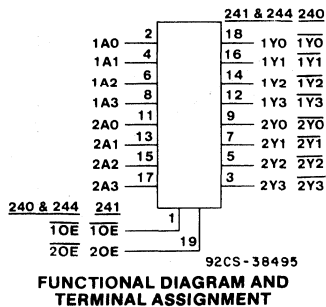 241 & 244 240
1A0 2 18 1Y0 1Y0
1A1 4 16 1Y1 1Y1
1A2 6 14 1Y2 1Y2
1A3 8 12 1Y3 1Y3
2A0 11 9 2Y0 2Y0
2A1 13 7 2Y1 2Y1
2A2 15 5 2Y2 2Y2
2A3 17 3 2Y3 2Y3
240 & 244 241
1OE 1OE 1
2OE 2OE 19
92CS-38495
FUNCTIONAL DIAGRAM AND
TERMINAL ASSIGNMENT